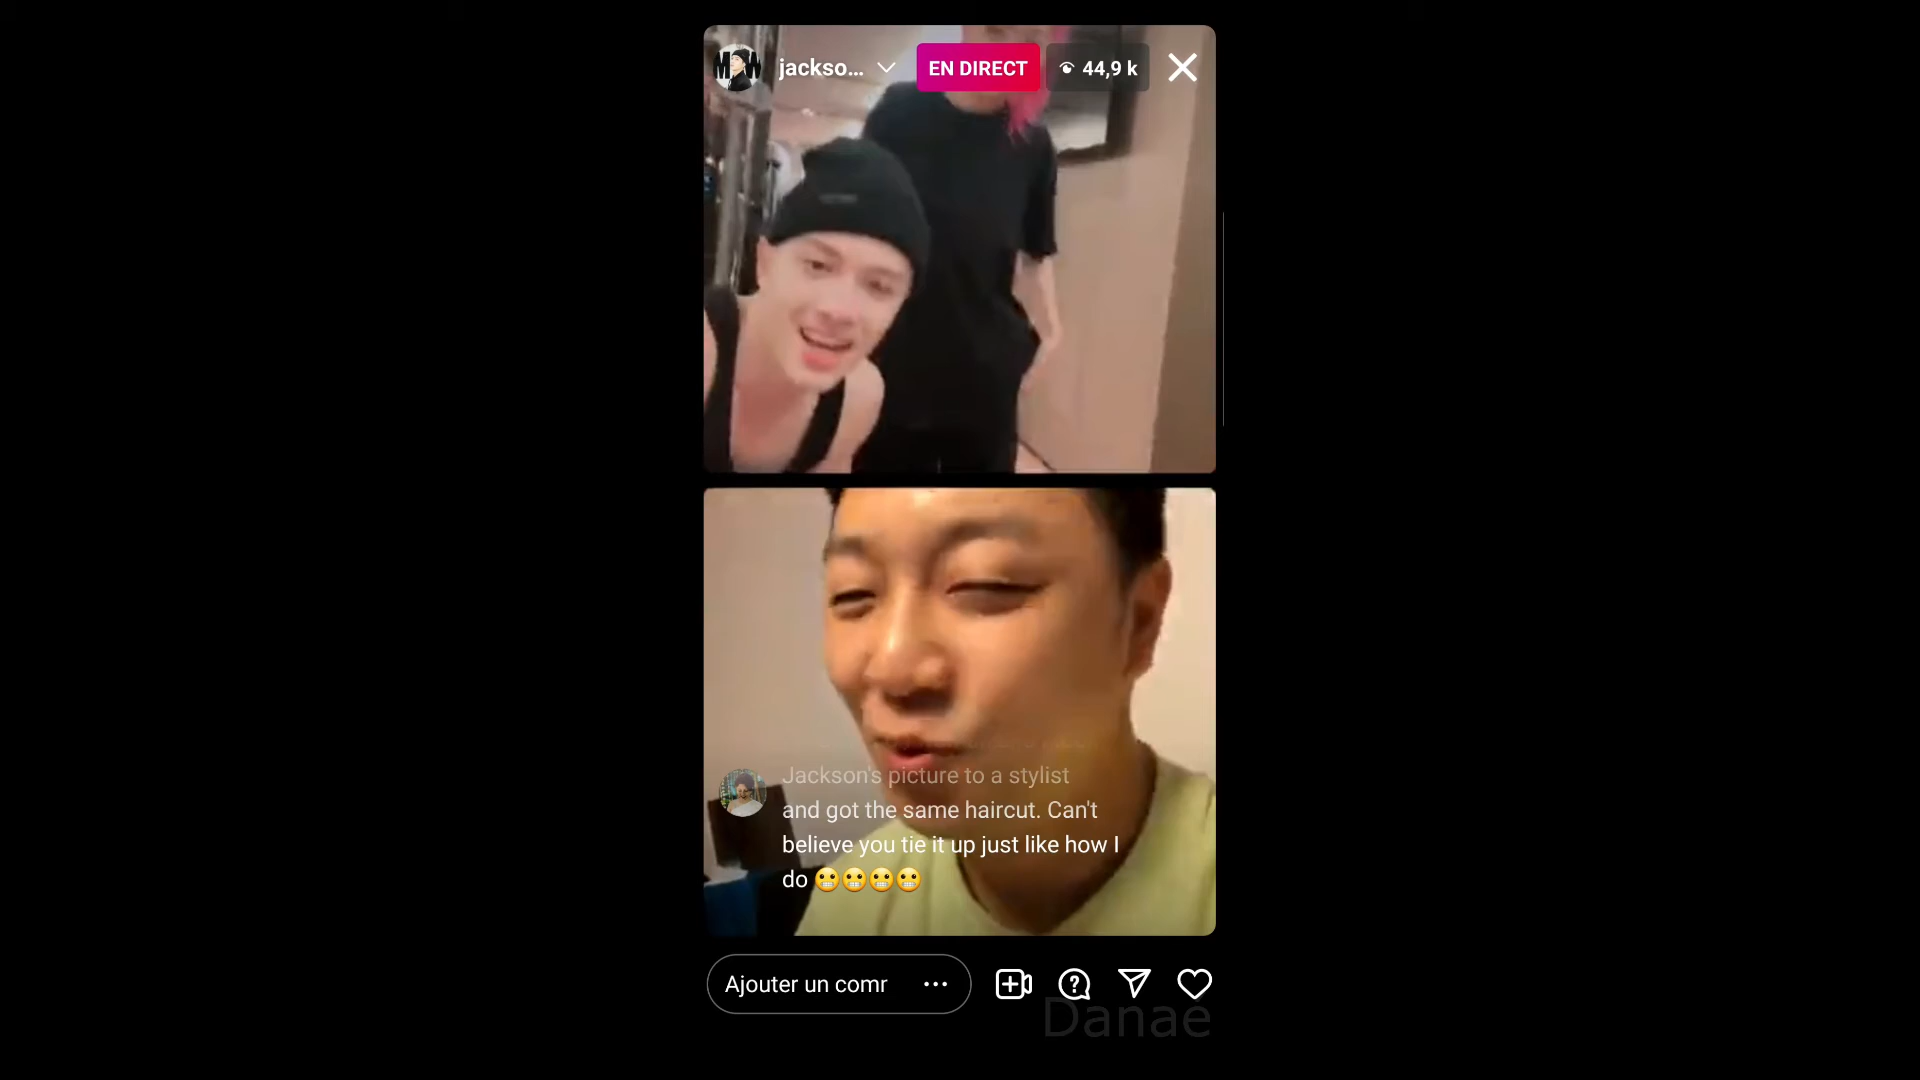 jackso...
EN DIRECT
44,9 k
Jackson's picture to a stylist
and got the same haircut. Can't
believe you tie it up just like how I
do 😬😬😬😬
Ajouter un comr
Danaé